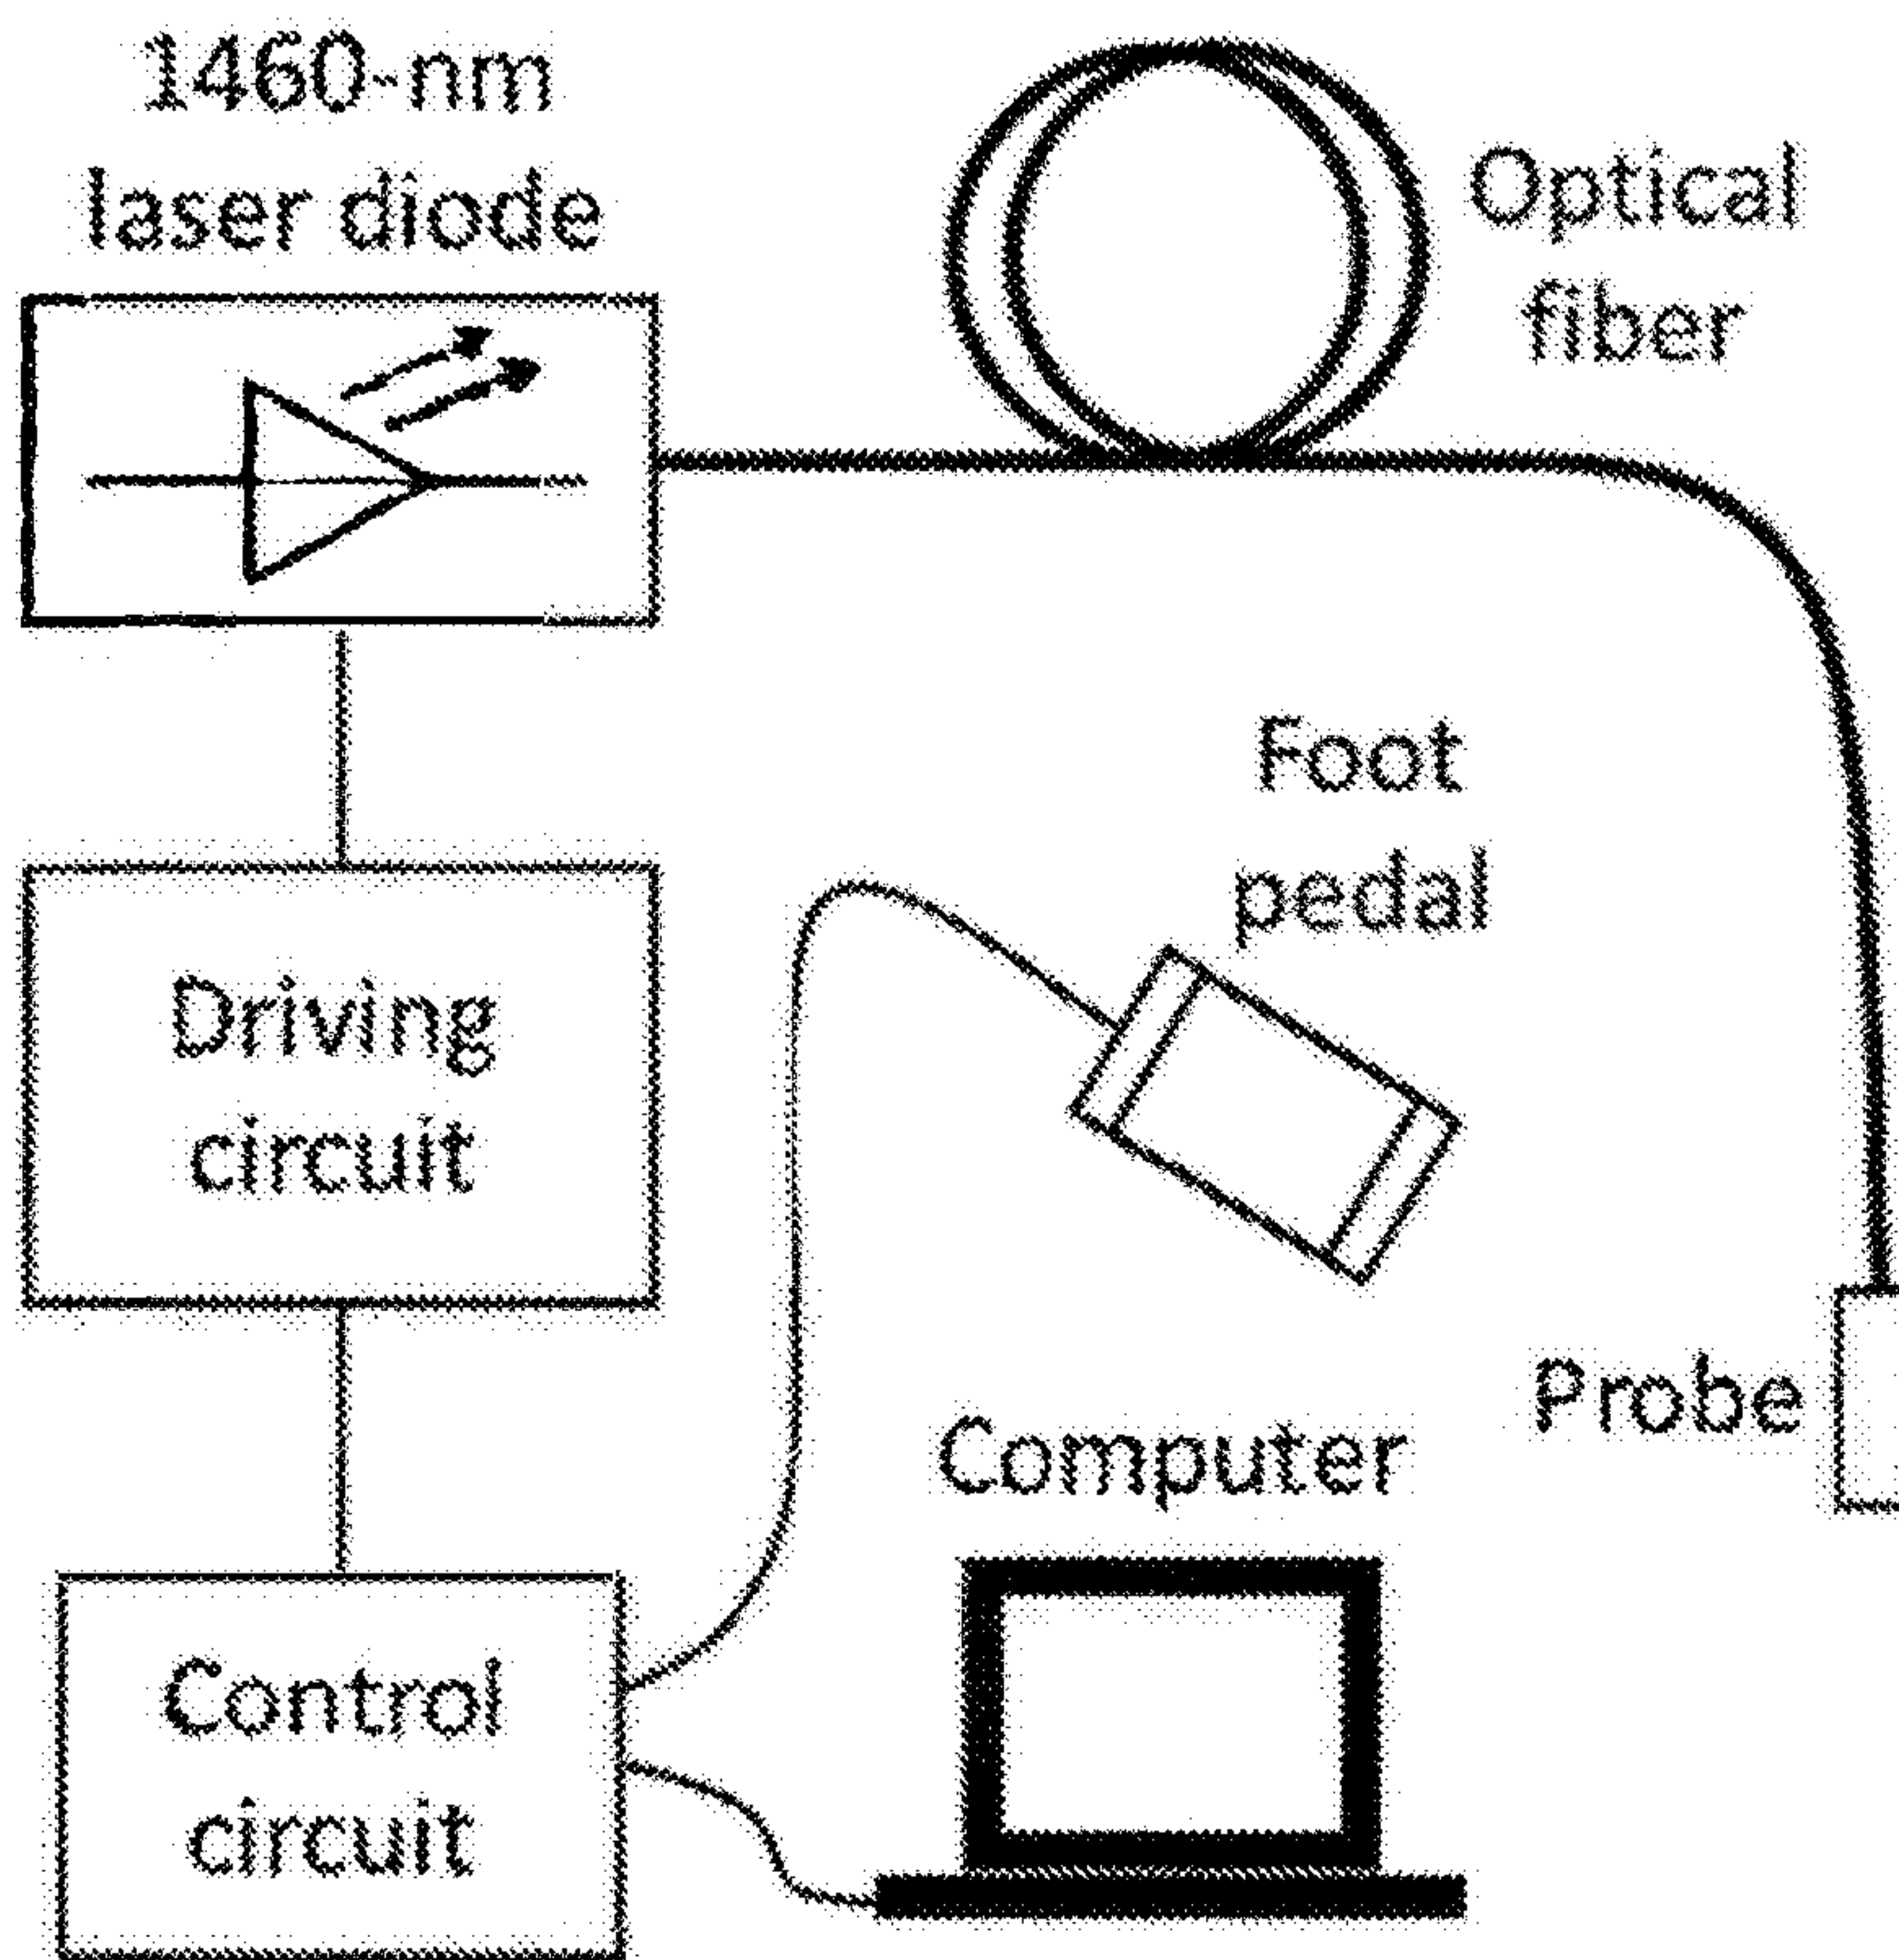 1460-nm
laser diode
Optical
fiber
Foot
pedal
Driving
circuit
Probe
Computer
Control
circuit